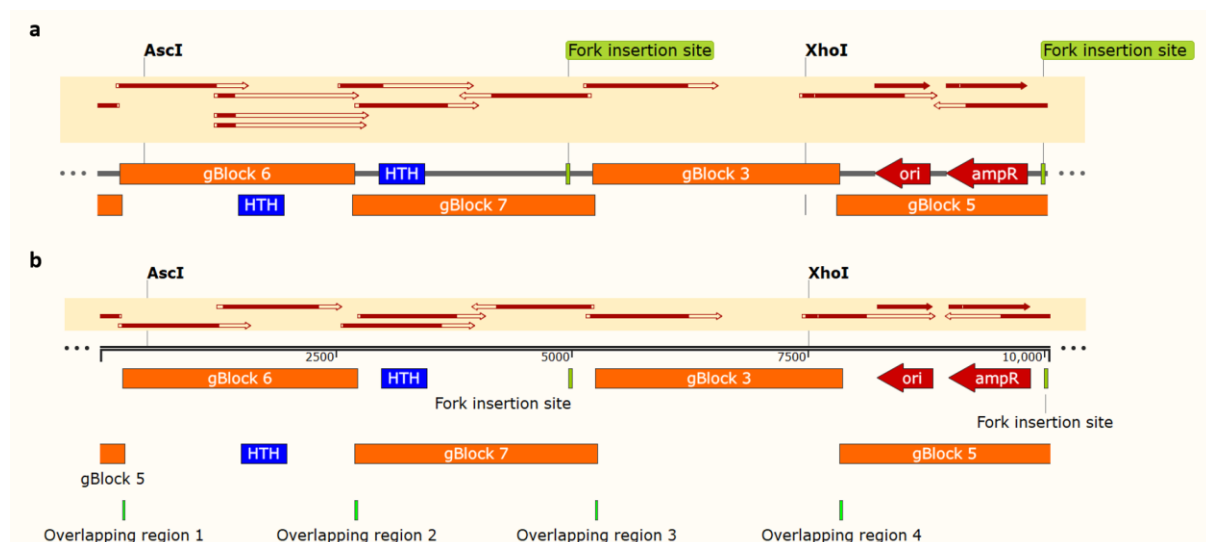 a
AscI
Fork insertion site
XhoI
Fork insertion site
gBlock 6
HTH
gBlock 3
ori
ampR
HTH
gBlock 7
gBlock 5
b
AscI
XhoI
2500
5000
7500
10,000
gBlock 6
HTH
gBlock 3
ori
ampR
Fork insertion site
Fork insertion site
HTH
gBlock 7
gBlock 5
gBlock 5
Overlapping region 1
Overlapping region 2
Overlapping region 3
Overlapping region 4